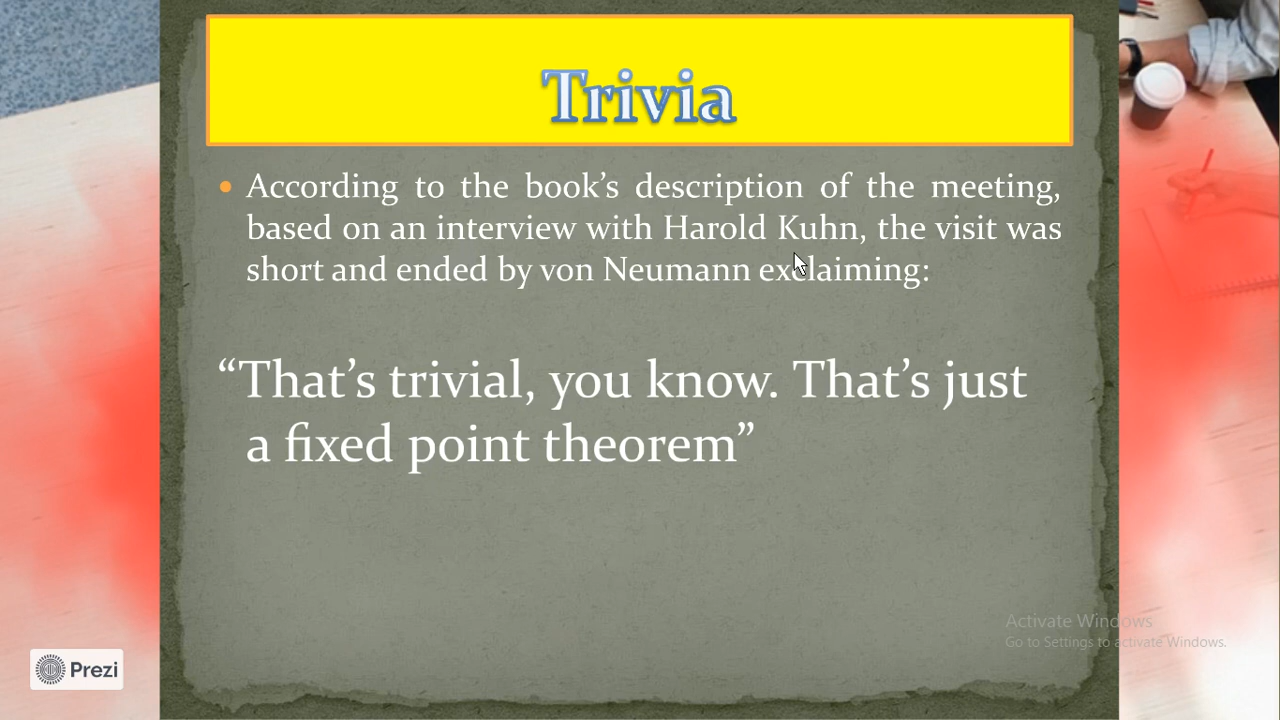 Trivia
According to the book’s description of the meeting,
based on an interview with Harold Kuhn, the visit was
short and ended by von Neumann exclaiming:
“That’s trivial, you know. That’s just
a fixed point theorem”
Activate Windows
Go to Settings to activate Windows.
Prezi